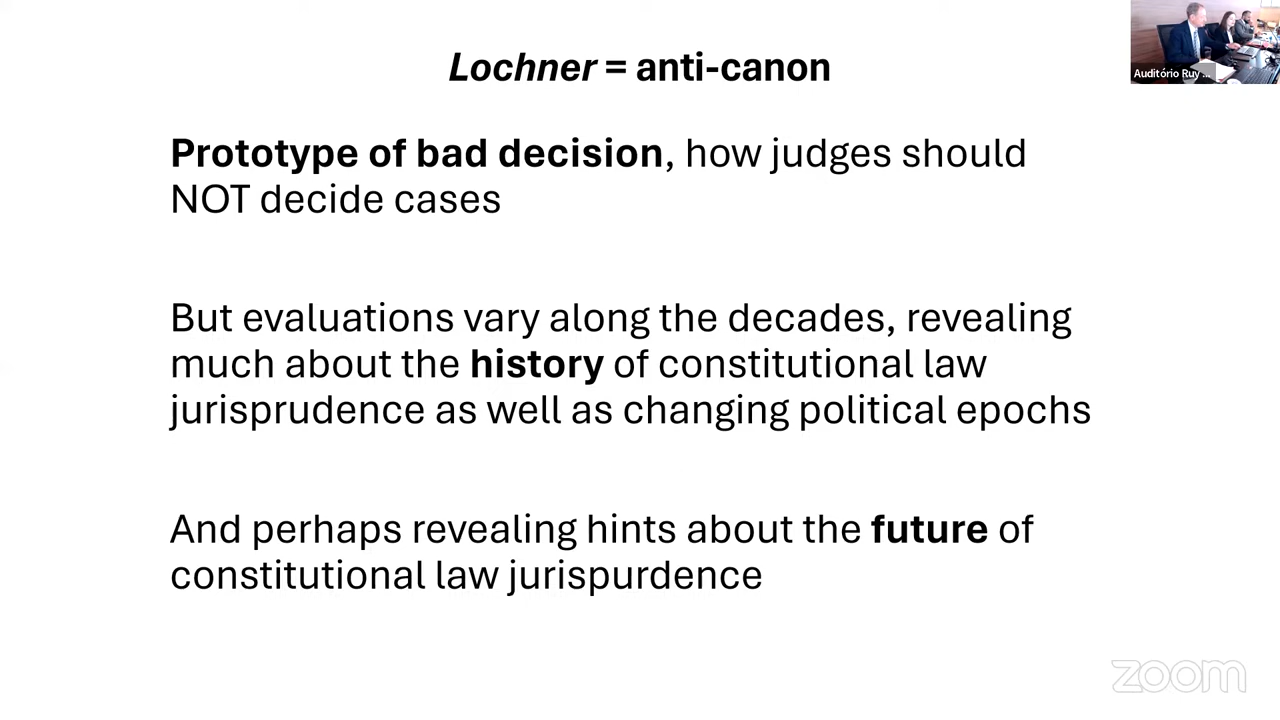 Lochner = anti-canon
Auditório Ruy ...
Prototype of bad decision, how judges should
NOT decide cases
But evaluations vary along the decades, revealing
much about the history of constitutional law
jurisprudence as well as changing political epochs
And perhaps revealing hints about the future of
constitutional law jurispurdence
zoom